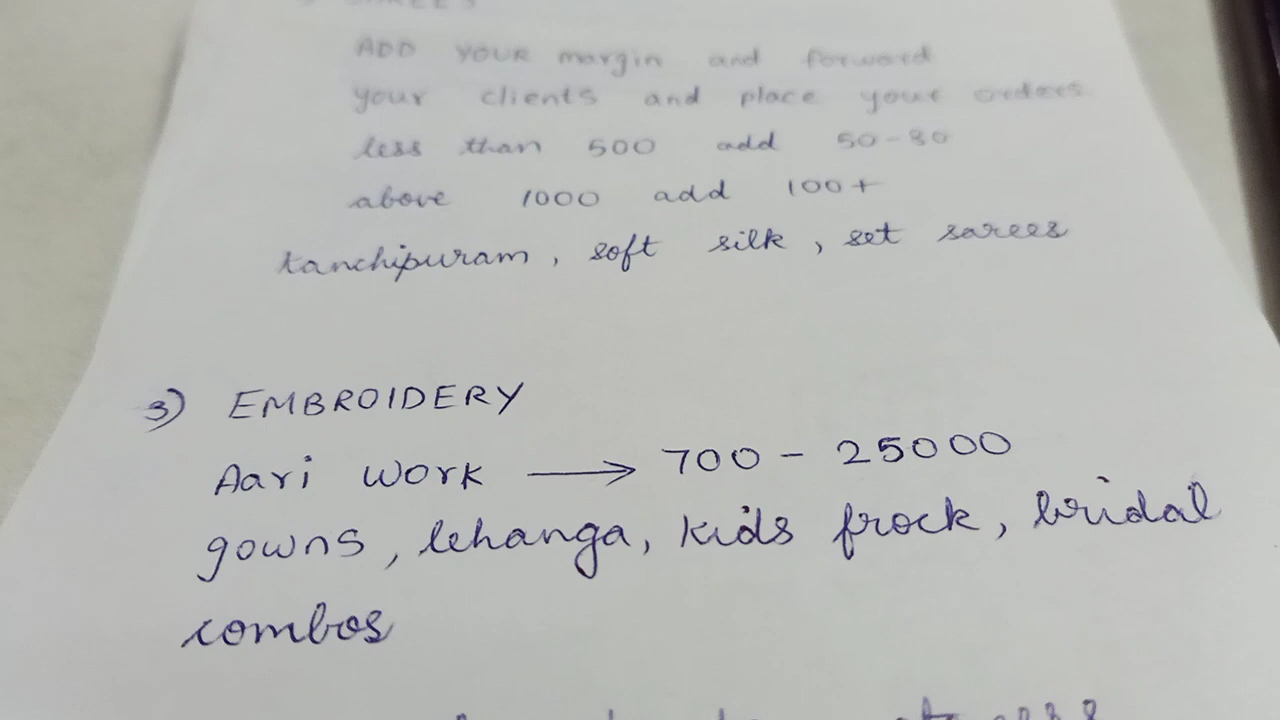 SAREES
ADD YOUR margin and forward
your clients and place your orders
less than 500 add 50-80
above 1000 add 100+
kanchipuram, soft silk, set sarees
3) EMBROIDERY
Aari work → 700 - 25000
gowns, lehanga, kids frock, bridal
combos